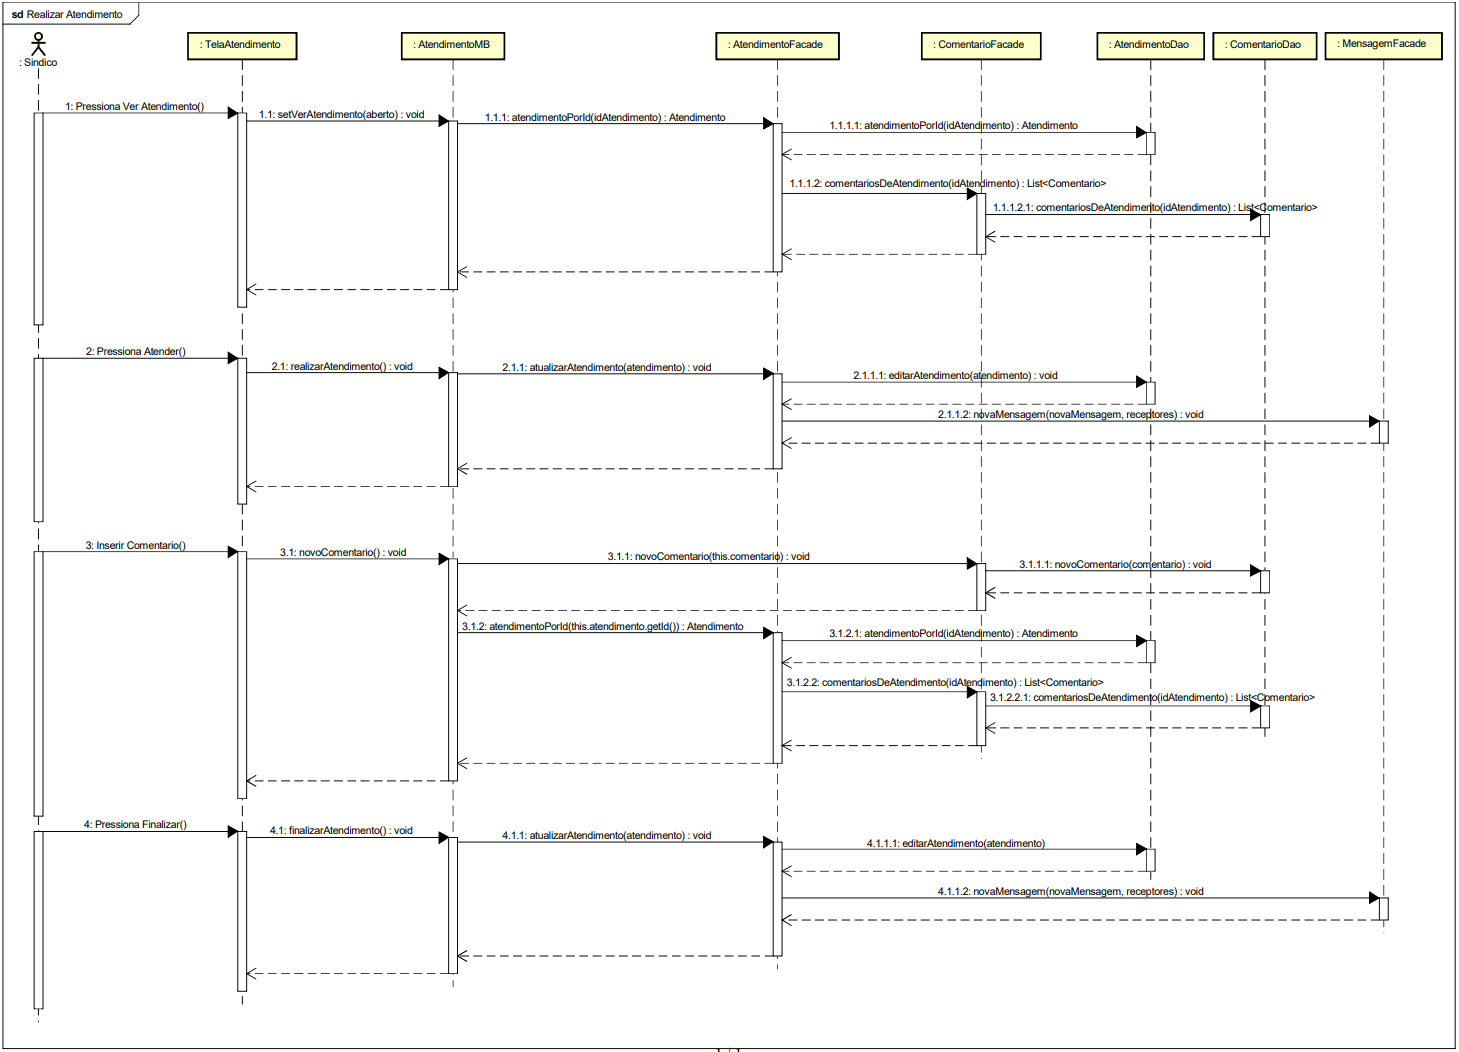 sd Realizar Atendimento
: Síndico
: TelaAtendimento
: AtendimentoMB
: AtendimentoFacade
: ComentarioFacade
: AtendimentoDao
: ComentarioDao
: MensagemFacade
1: Pressiona Ver Atendimento()
1.1: setVerAtendimento(aberto) : void
1.1.1: atendimentoPorId(idAtendimento) : Atendimento
1.1.1.1: atendimentoPorId(idAtendimento) : Atendimento
1.1.1.2: comentariosDeAtendimento(idAtendimento) : List<Comentario>
1.1.1.2.1: comentariosDeAtendimento(idAtendimento) : List<Comentario>
2: Pressiona Atender()
2.1: realizarAtendimento() : void
2.1.1: atualizarAtendimento(atendimento) : void
2.1.1.1: editarAtendimento(atendimento) : void
2.1.1.2: novaMensagem(novaMensagem, receptores) : void
3: Inserir Comentario()
3.1: novoComentario() : void
3.1.1: novoComentario(this.comentario) : void
3.1.1.1: novoComentario(comentario) : void
3.1.2: atendimentoPorId(this.atendimento.getId()) : Atendimento
3.1.2.1: atendimentoPorId(idAtendimento) : Atendimento
3.1.2.2: comentariosDeAtendimento(idAtendimento) : List<Comentario>
3.1.2.2.1: comentariosDeAtendimento(idAtendimento) : List<Comentario>
4: Pressiona Finalizar()
4.1: finalizarAtendimento() : void
4.1.1: atualizarAtendimento(atendimento) : void
4.1.1.1: editarAtendimento(atendimento)
4.1.1.2: novaMensagem(novaMensagem, receptores) : void